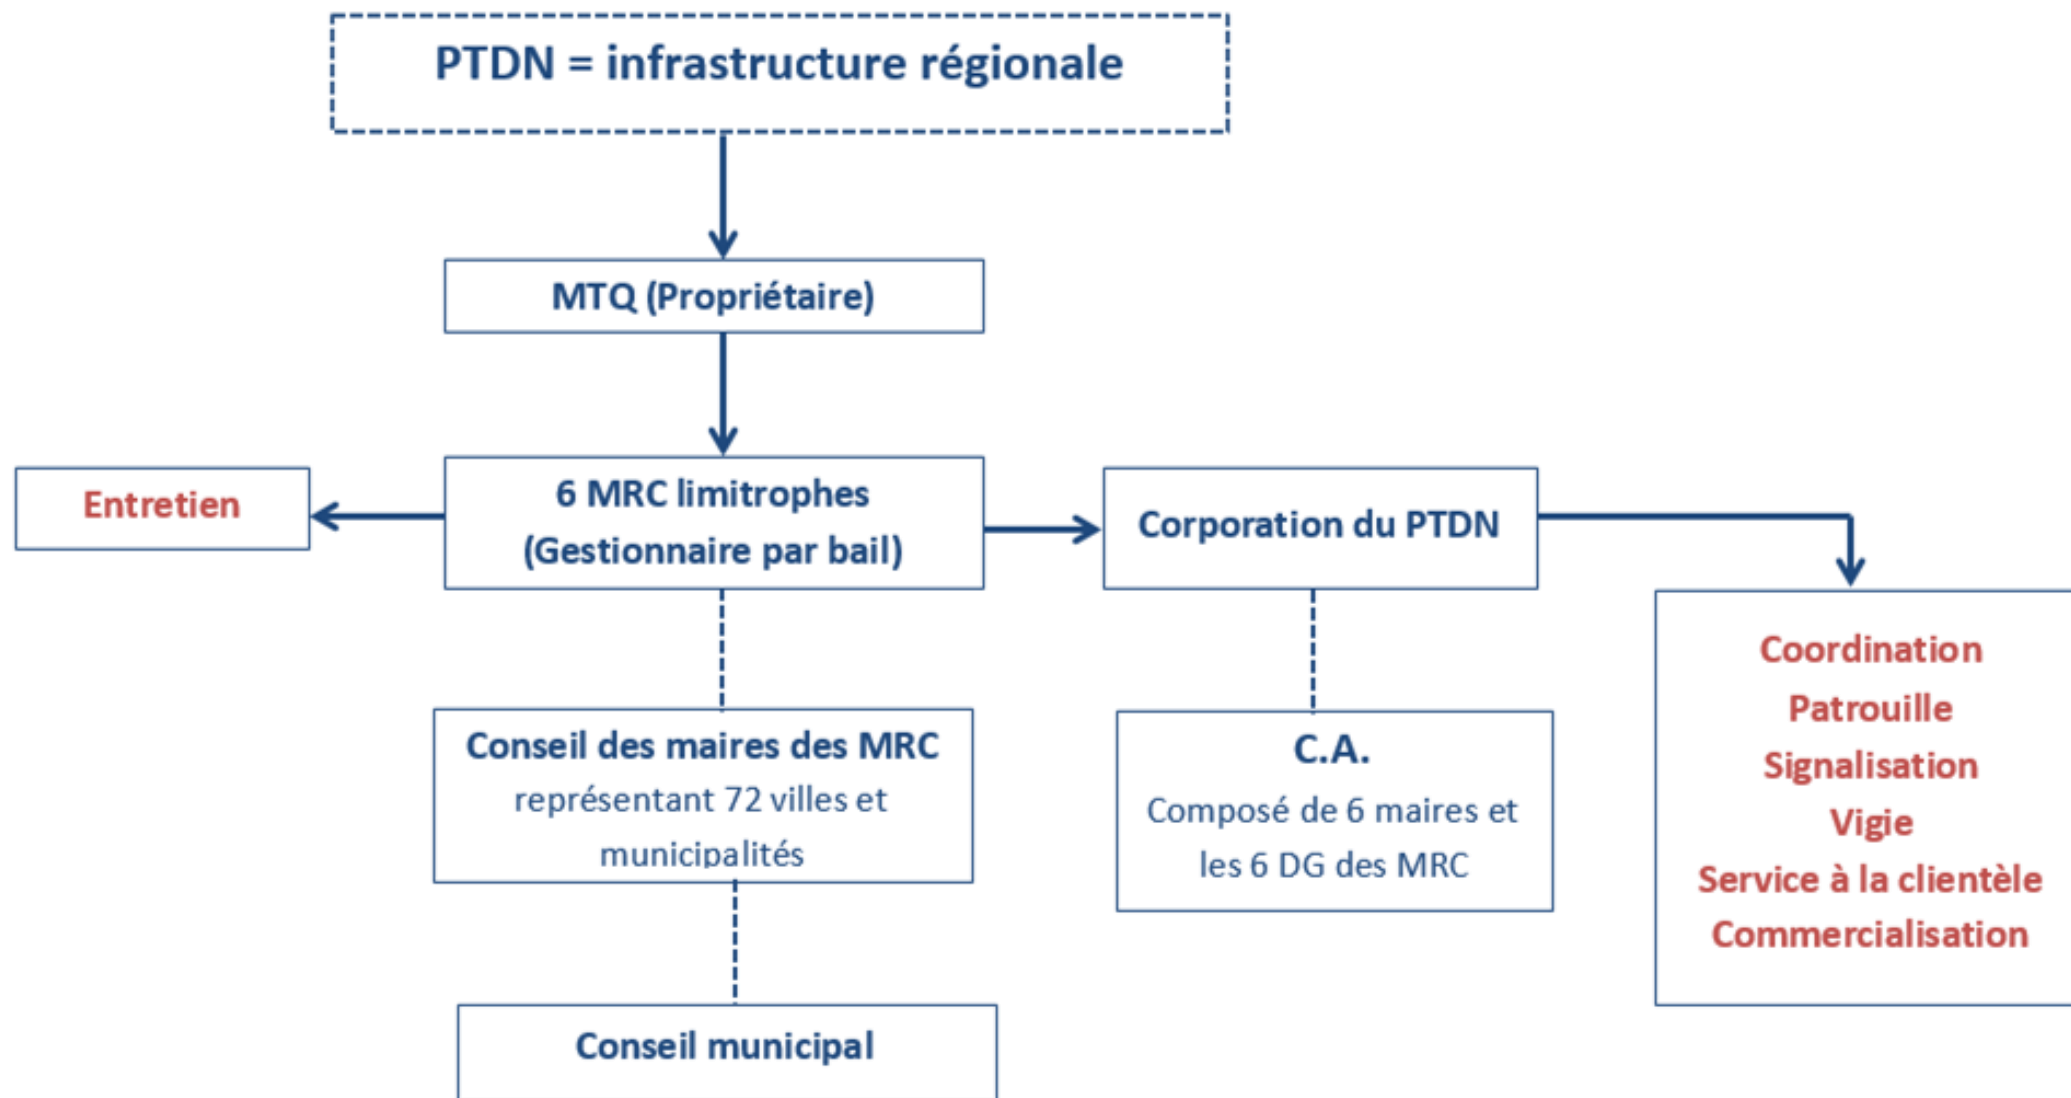 PTDN = infrastructure régionale
MTQ (Propriétaire)
Entretien
6 MRC limitrophes
(Gestionnaire par bail)
Corporation du PTDN
Conseil des maires des MRC
représentant 72 villes et
municipalités
C.A.
Composé de 6 maires et
les 6 DG des MRC
Coordination
Patrouille
Signalisation
Vigie
Service à la clientèle
Commercialisation
Conseil municipal